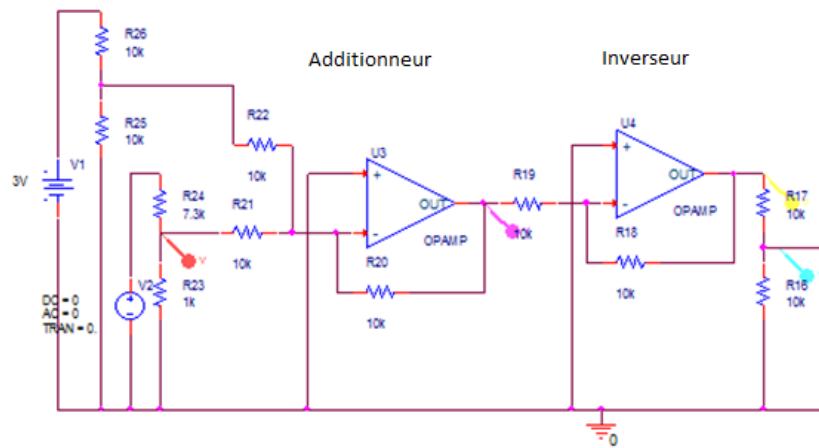 Additionneur
Inverseur
R26
10k
R25
10k
R22
10k
U3
+
-
OUT
OPAMP
U4
+
-
OUT
OPAMP
R19
10k
R17
10k
3V
V1
R24
7.3k
R21
10k
R20
10k
R18
10k
V
V2
R23
1k
R16
10k
DC = 0
AC = 0
TRAN = 0.
0